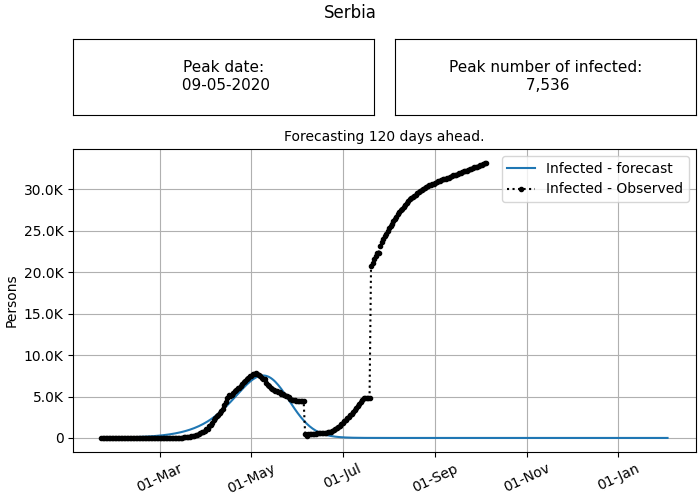 Serbia
Peak date:
09-05-2020
Peak number of infected:
7,536
Forecasting 120 days ahead.
Infected - forecast
Infected - Observed
30.0K
25.0K
20.0K
15.0K
10.0K
5.0K
0
Persons
01-Mar
01-May
01-Jul
01-Sep
01-Nov
01-Jan